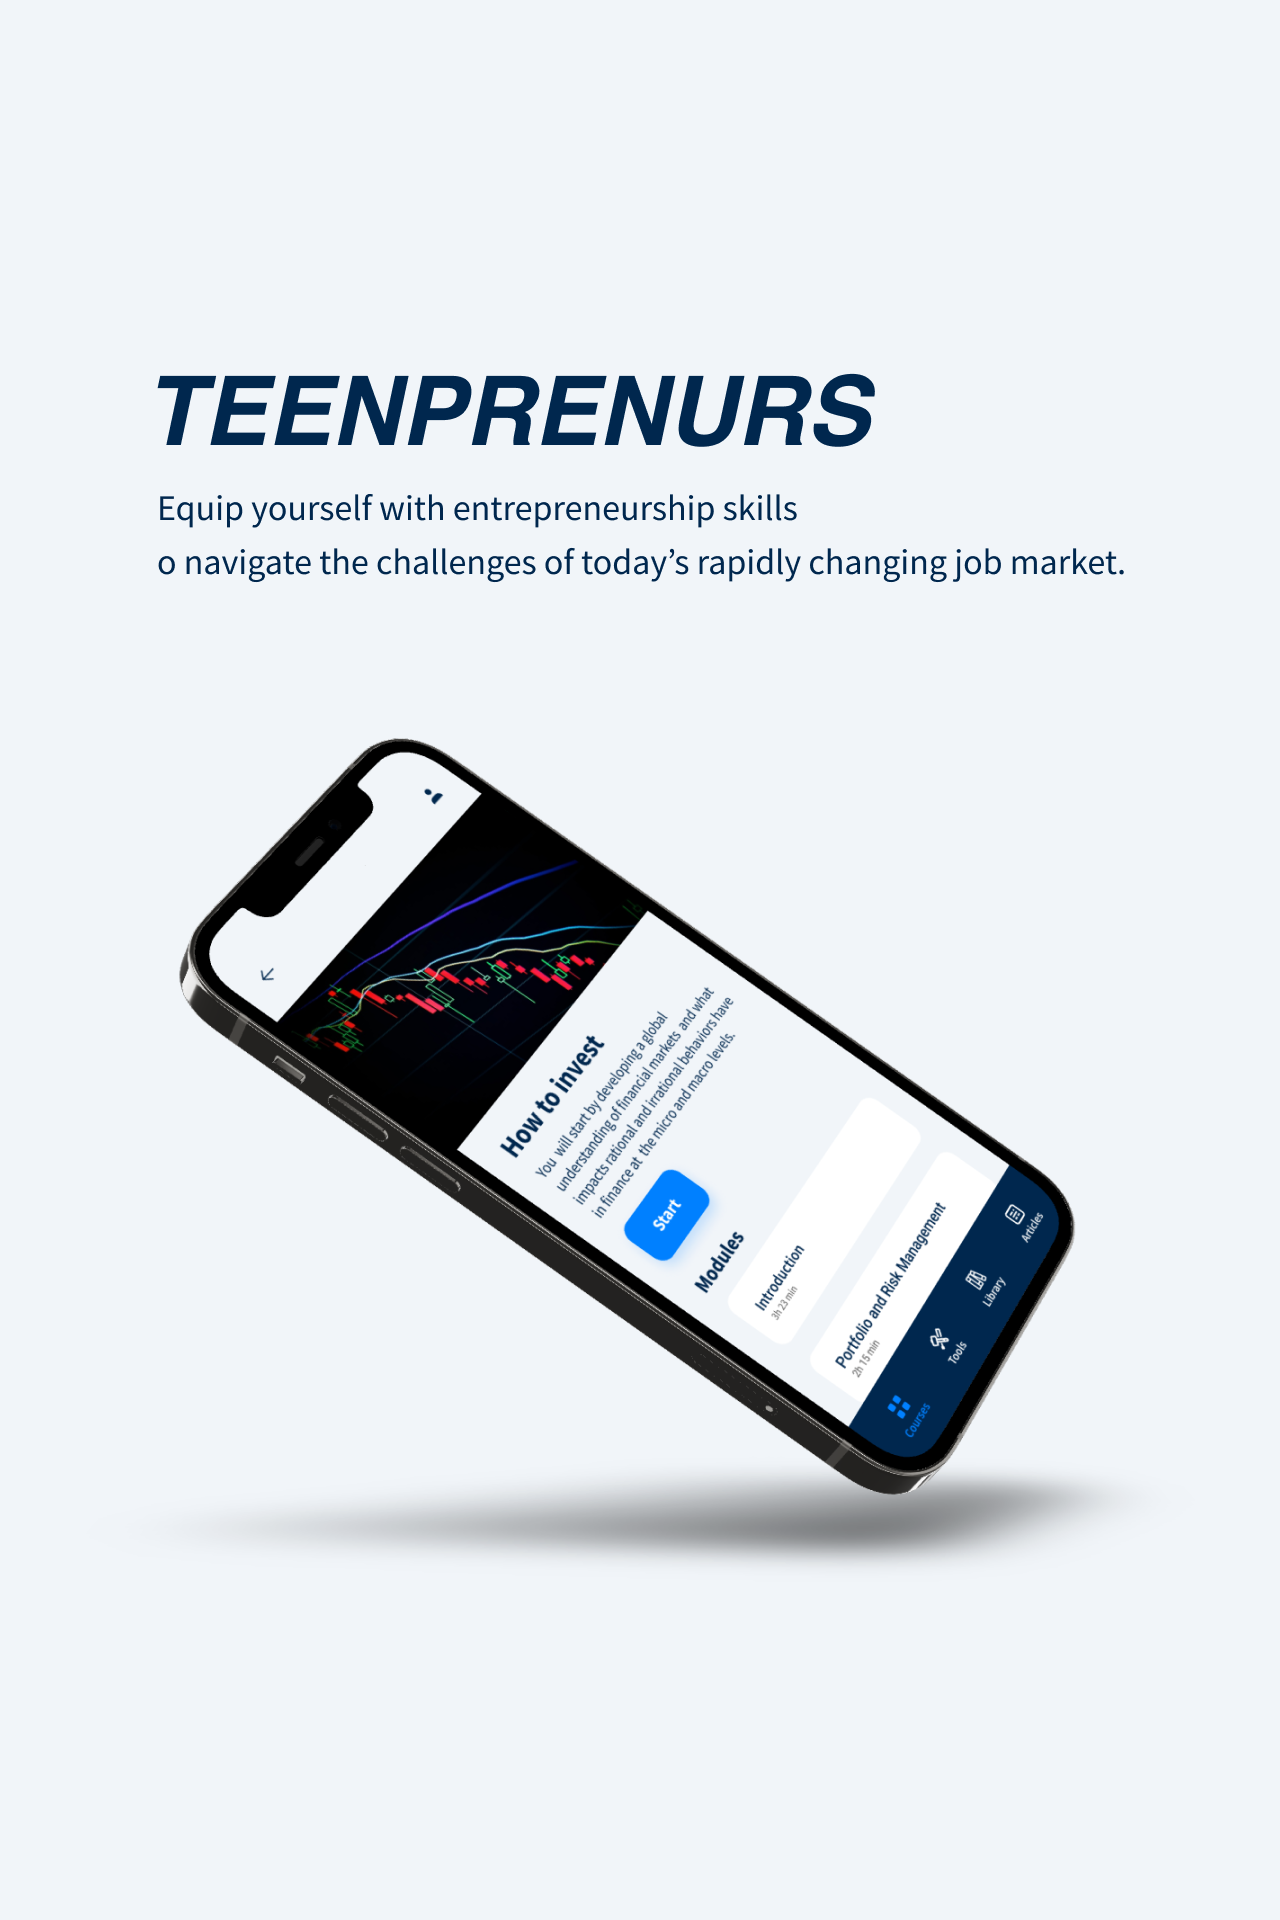 TEENPRENURS
Equip yourself with entrepreneurship skills
o navigate the challenges of today’s rapidly changing job market.
How to invest
You will start by developing a global
understanding of financial markets and what
impacts rational and irrational behaviors have
in finance at the micro and macro levels.
Start
Modules
Introduction
3h 23 min
Portfolio and Risk Management
2h 15 min
Courses
Tools
Library
Articles